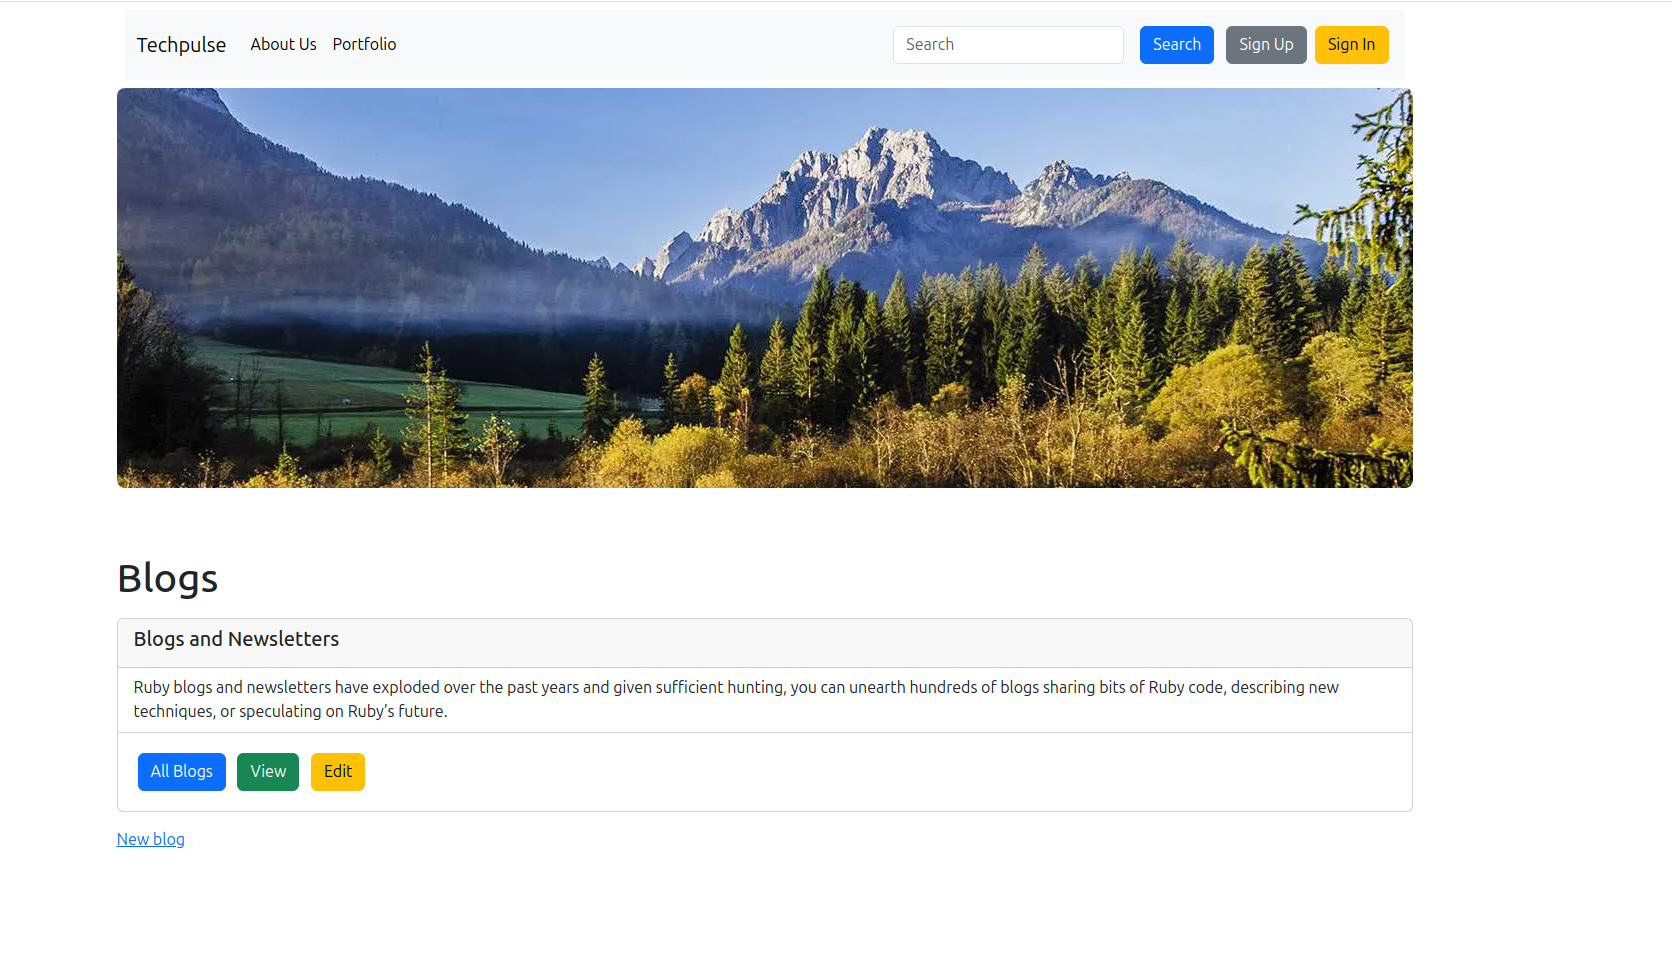 Techpulse About Us Portfolio Search Search Sign Up Sign In
Blogs
Blogs and Newsletters
Ruby blogs and newsletters have exploded over the past years and given sufficient hunting, you can unearth hundreds of blogs sharing bits of Ruby code, describing new
techniques, or speculating on Ruby’s future.
All Blogs View Edit
New blog